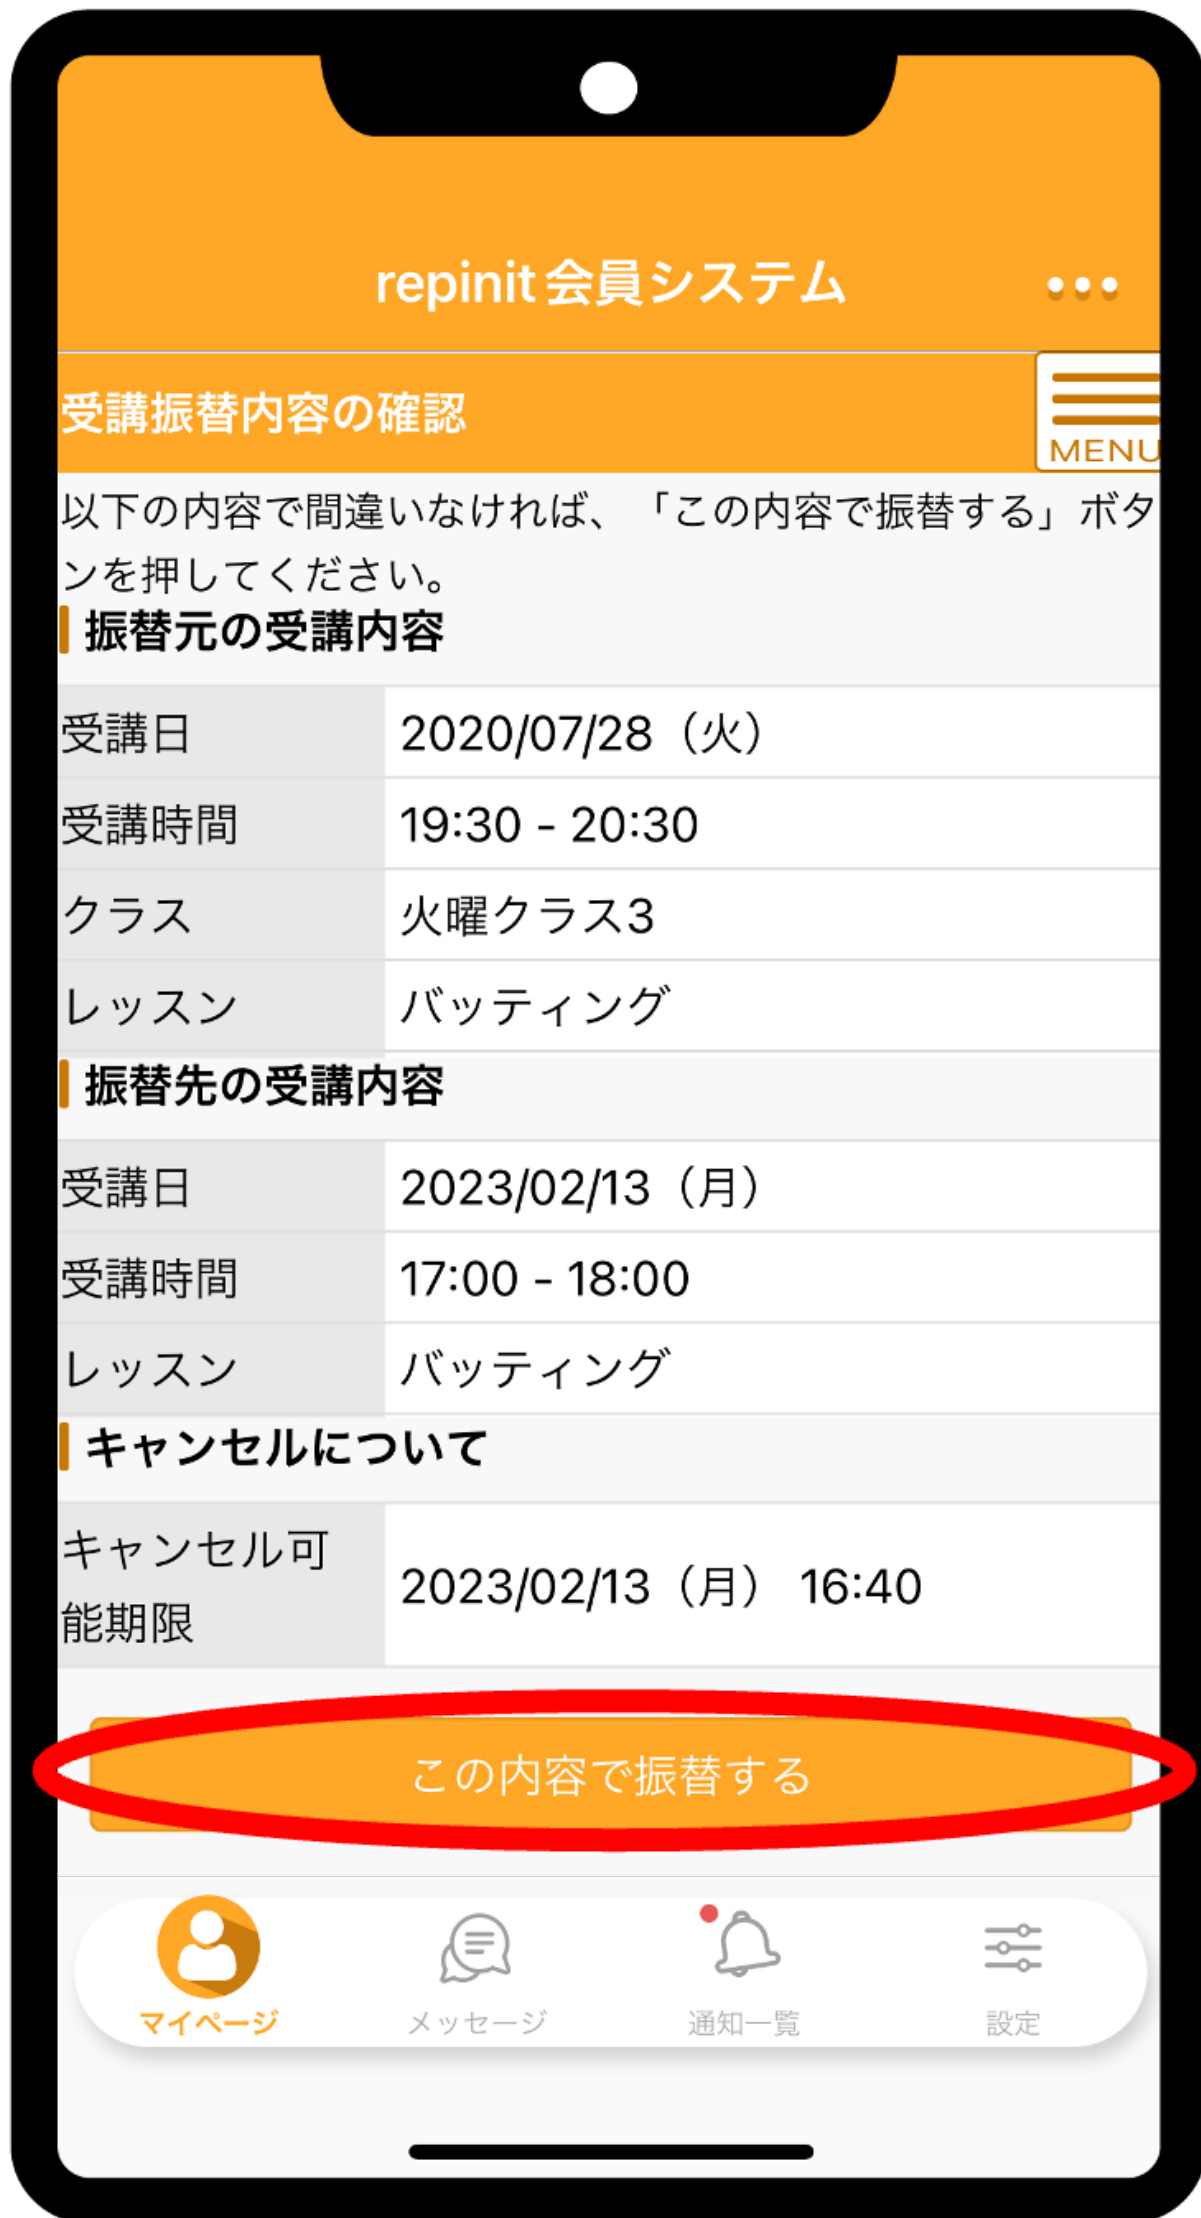 repinit会員システム
受講振替内容の確認
MENU
以下の内容で間違いなければ、「この内容で振替する」ボタ
ンを押してください。
振替元の受講内容
受講日 2020/07/28（火）
受講時間 19:30 - 20:30
クラス 火曜クラス3
レッスン バッティング
振替先の受講内容
受講日 2023/02/13（月）
受講時間 17:00 - 18:00
レッスン バッティング
キャンセルについて
キャンセル可
能期限
2023/02/13（月） 16:40
この内容で振替する
マイページ メッセージ 通知一覧 設定